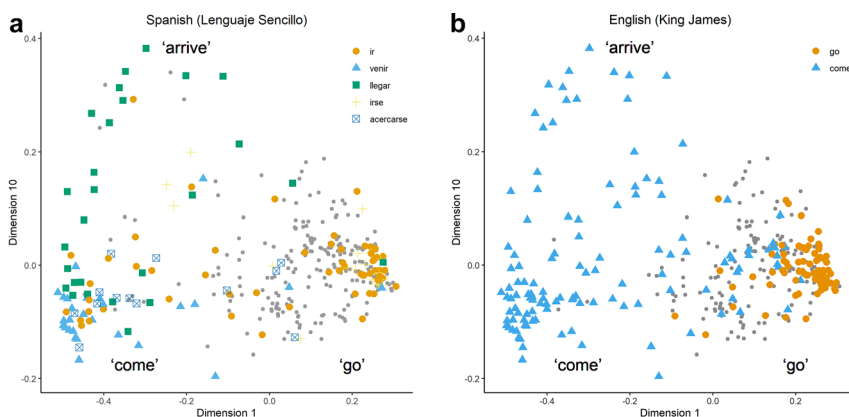 a
Spanish (Lenguaje Sencillo)
0.4
0.2
0.0
-0.2
Dimension 10
'arrive'
ir
venir
llegar
irse
acercarse
'come'
'go'
-0.4
-0.2
0.0
0.2
Dimension 1
b
English (King James)
0.4
0.2
0.0
-0.2
Dimension 10
'arrive'
go
come
'come'
'go'
-0.4
-0.2
0.0
0.2
Dimension 1